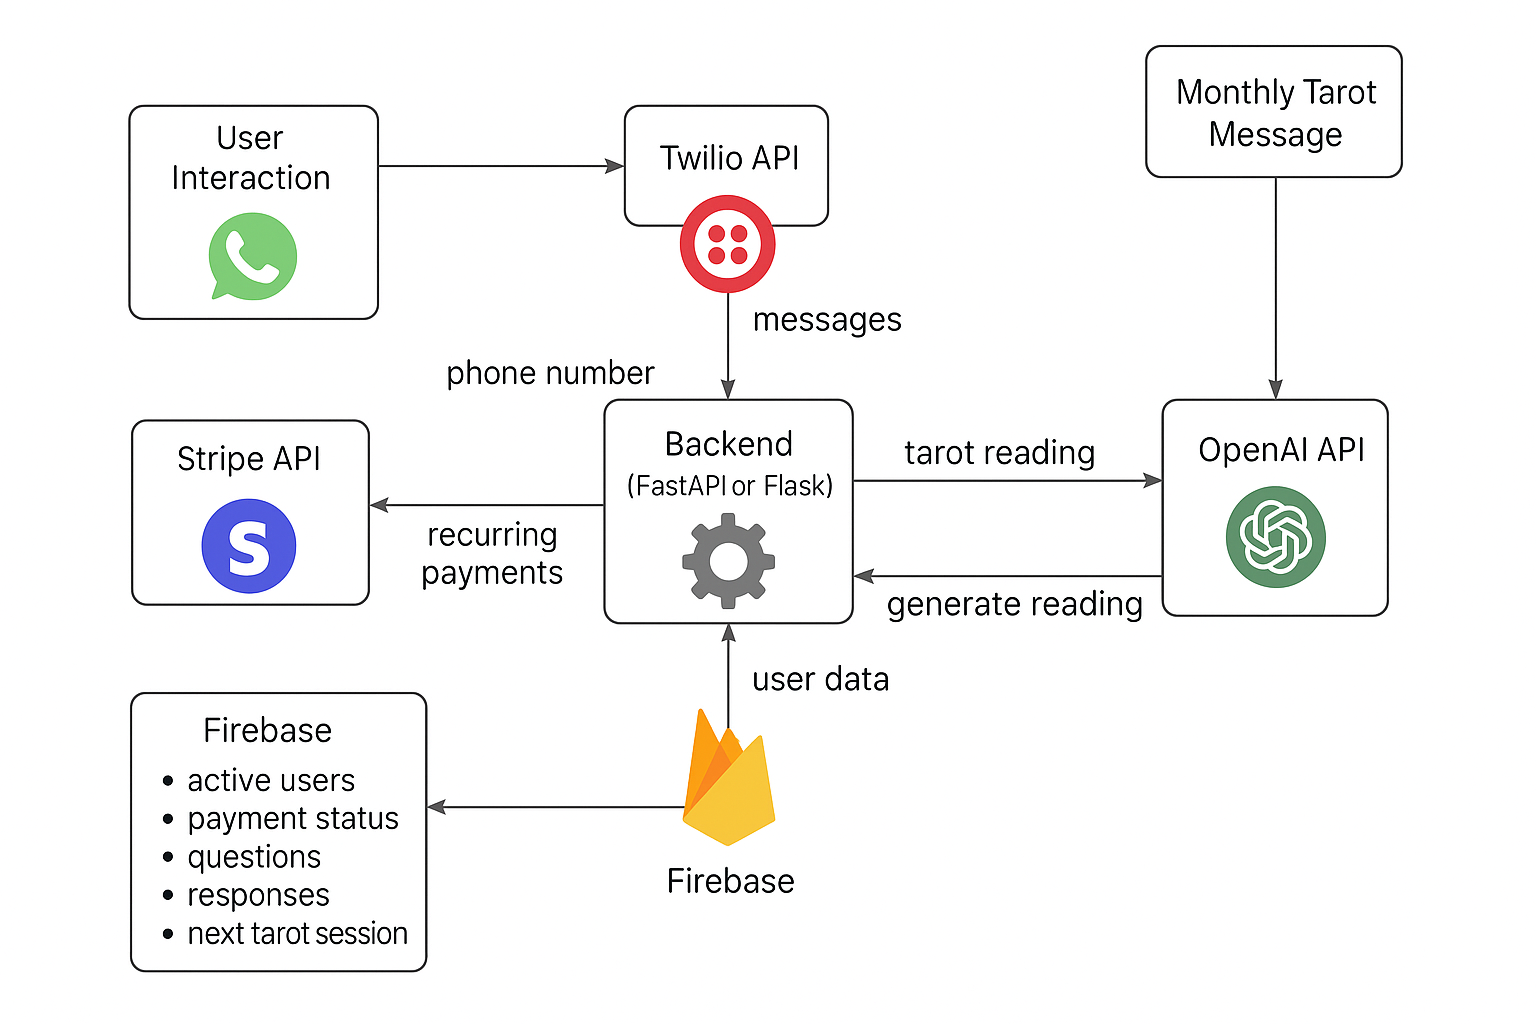 Monthly Tarot
Message
User
Interaction
Twilio API
messages
phone number
Stripe API
S
recurring
payments
Backend
(FastAPI or Flask)
tarot reading
OpenAI API
generate reading
user data
Firebase
• active users
• payment status
• questions
• responses
• next tarot session
Firebase